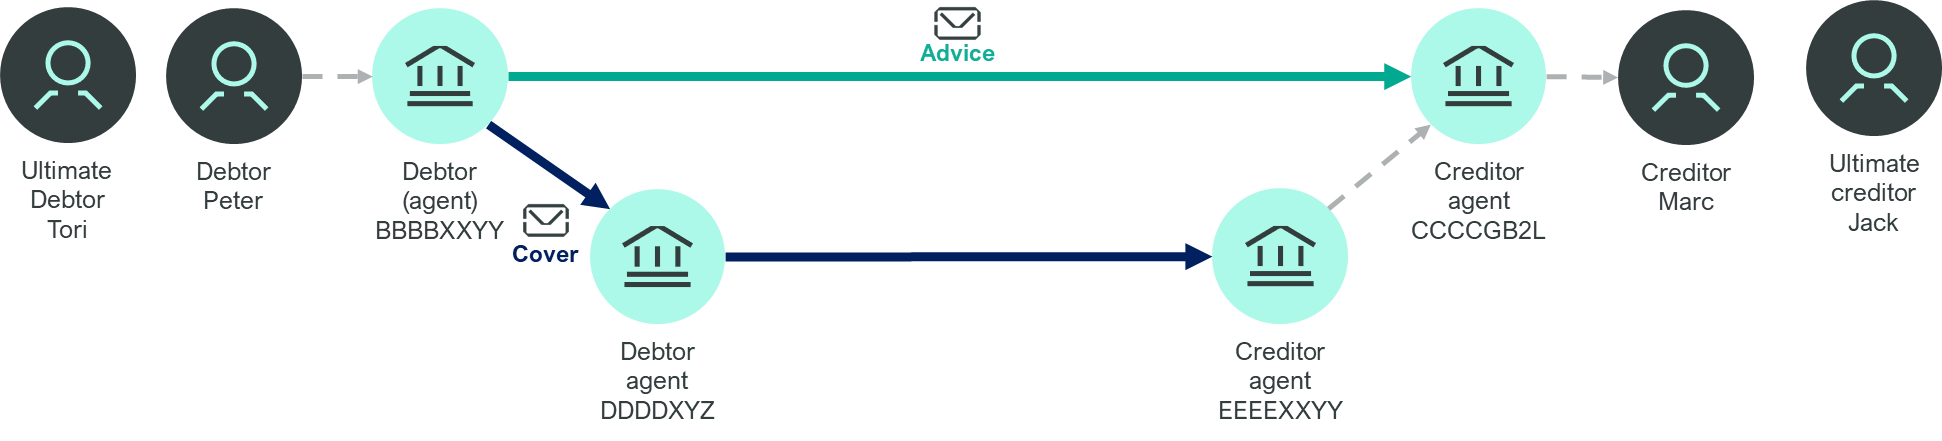 Advice
Ultimate
Debtor
Tori
Debtor
Peter
Debtor
(agent)
BBBBXXYY
Creditor
agent
CCCCGB2L
Creditor
Marc
Ultimate
creditor
Jack
Cover
Debtor
agent
DDDDXYZ
Creditor
agent
EEEEXXYY